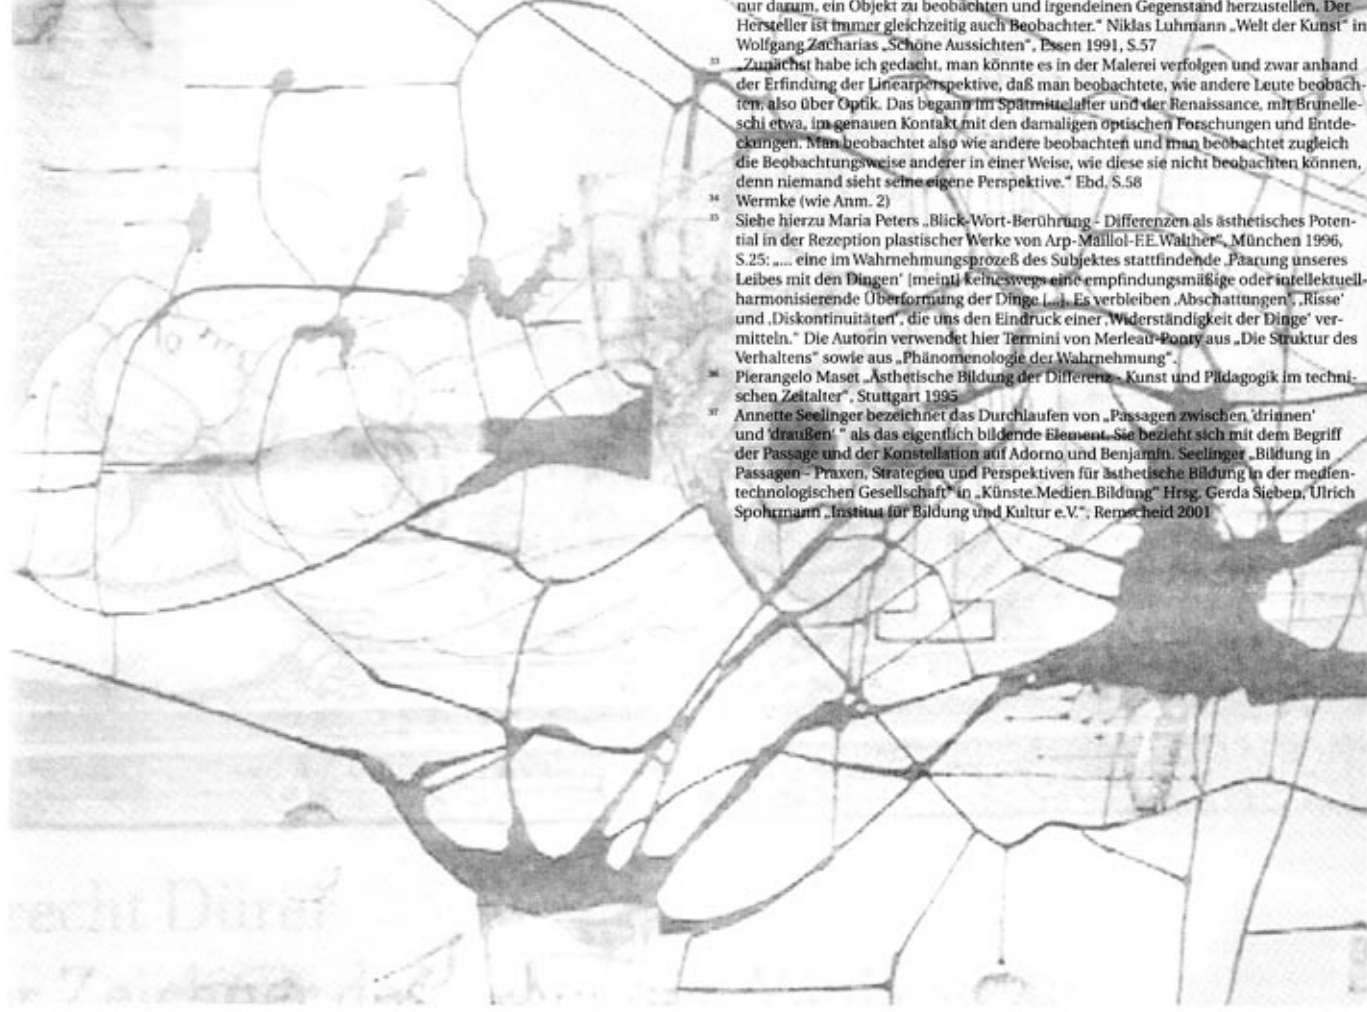 nur darum, ein Objekt zu beobachten und irgendeinen Gegenstand herzustellen. Der
Hersteller ist immer gleichzeitig auch Beobachter.“ Niklas Luhmann „Welt der Kunst“ in
Wolfgang Zacharias „Schöne Aussichten“, Essen 1991, S.57
33 „Zunächst habe ich gedacht, man könnte es in der Malerei verfolgen und zwar anhand
der Erfindung der Linearperspektive, daß man beobachtete, wie andere Leute beobach-
ten, also über Optik. Das begann im Spätmittelalter und der Renaissance, mit Brunelle-
schi etwa, im genauen Kontakt mit den damaligen optischen Forschungen und Entde-
ckungen. Man beobachtet also wie andere beobachten und man beobachtet zugleich
die Beobachtungsweise anderer in einer Weise, wie diese sie nicht beobachten können,
denn niemand sieht seine eigene Perspektive.“ Ebd. S.58
34 Wermke (wie Anm. 2)
35 Siehe hierzu Maria Peters „Blick-Wort-Berührung - Differenzen als ästhetisches Poten-
tial in der Rezeption plastischer Werke von Arp-Maillol-F.E.Walther“, München 1996,
S.25: „... eine im Wahrnehmungsprozeß des Subjektes stattfindende ‚Paarung unseres
Leibes mit den Dingen‘ [meint] keineswegs eine empfindungsmäßige oder intellektuell-
harmonisierende Überformung der Dinge [...]. Es verbleiben ‚Abschattungen‘, ‚Risse‘
und ‚Diskontinuitäten‘, die uns den Eindruck einer ‚Widerständigkeit der Dinge‘ ver-
mitteln.“ Die Autorin verwendet hier Termini von Merleau-Ponty aus „Die Struktur des
Verhaltens“ sowie aus „Phänomenologie der Wahrnehmung“.
36 Pierangelo Maset „Ästhetische Bildung der Differenz - Kunst und Pädagogik im techni-
schen Zeitalter“, Stuttgart 1995
37 Annette Seelinger bezeichnet das Durchlaufen von „Passagen zwischen 'drinnen'
und 'draußen' “ als das eigentlich bildende Element. Sie bezieht sich mit dem Begriff
der Passage und der Konstellation auf Adorno und Benjamin. Seelinger „Bildung in
Passagen - Praxen, Strategien und Perspektiven für ästhetische Bildung in der medien-
technologischen Gesellschaft“ in „Künste.Medien.Bildung“ Hrsg. Gerda Sieben, Ulrich
Spohrmann „Institut für Bildung und Kultur e.V.“, Remscheid 2001
recht Dürer